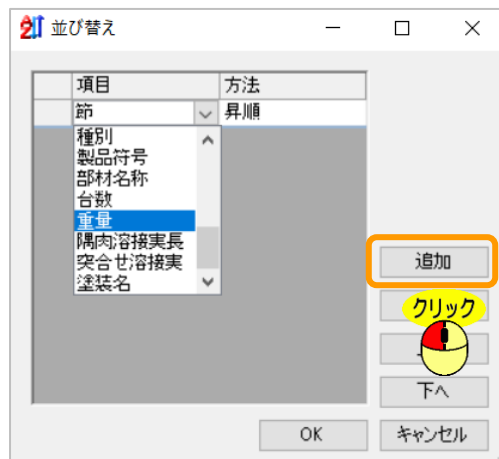 並び替え
項目 方法
節 昇順
種別
製品符号
部材名称
台数
重量
隅肉溶接実長
突合せ溶接実
塗装名
追加
クリック
下へ
OK キャンセル